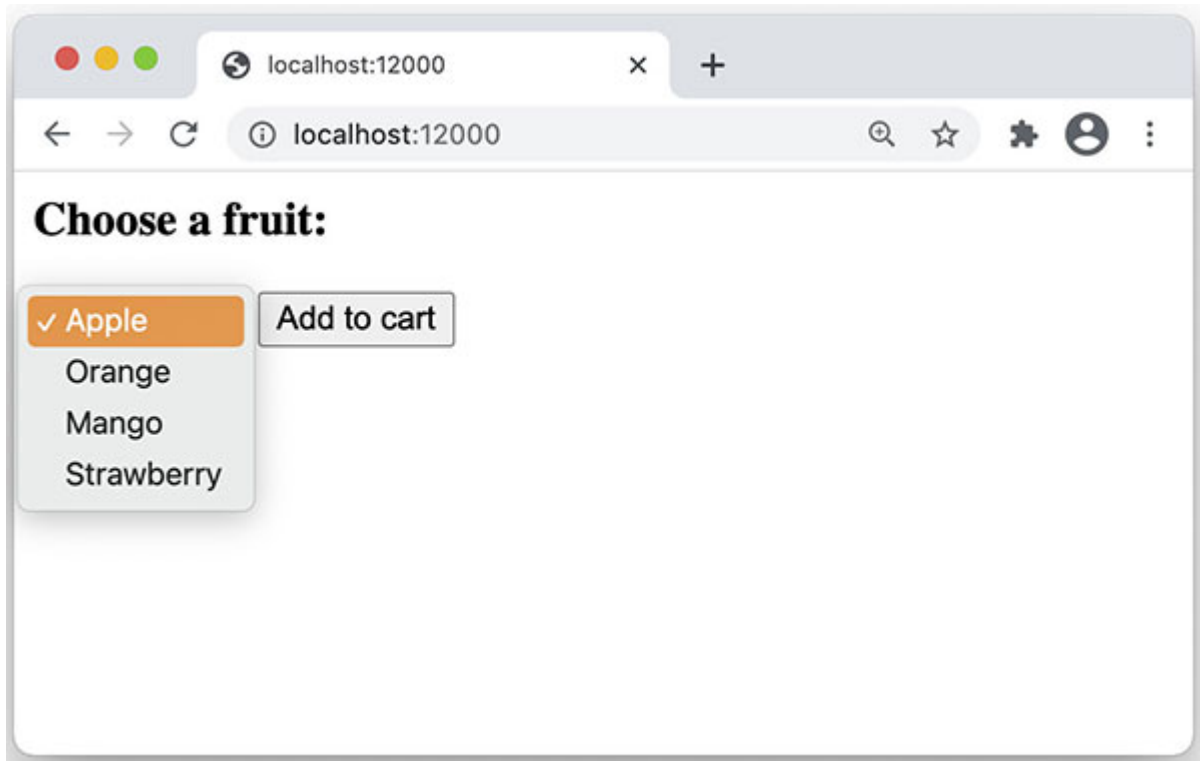 localhost:12000
localhost:12000
Choose a fruit:
✓ Apple
Add to cart
Orange
Mango
Strawberry